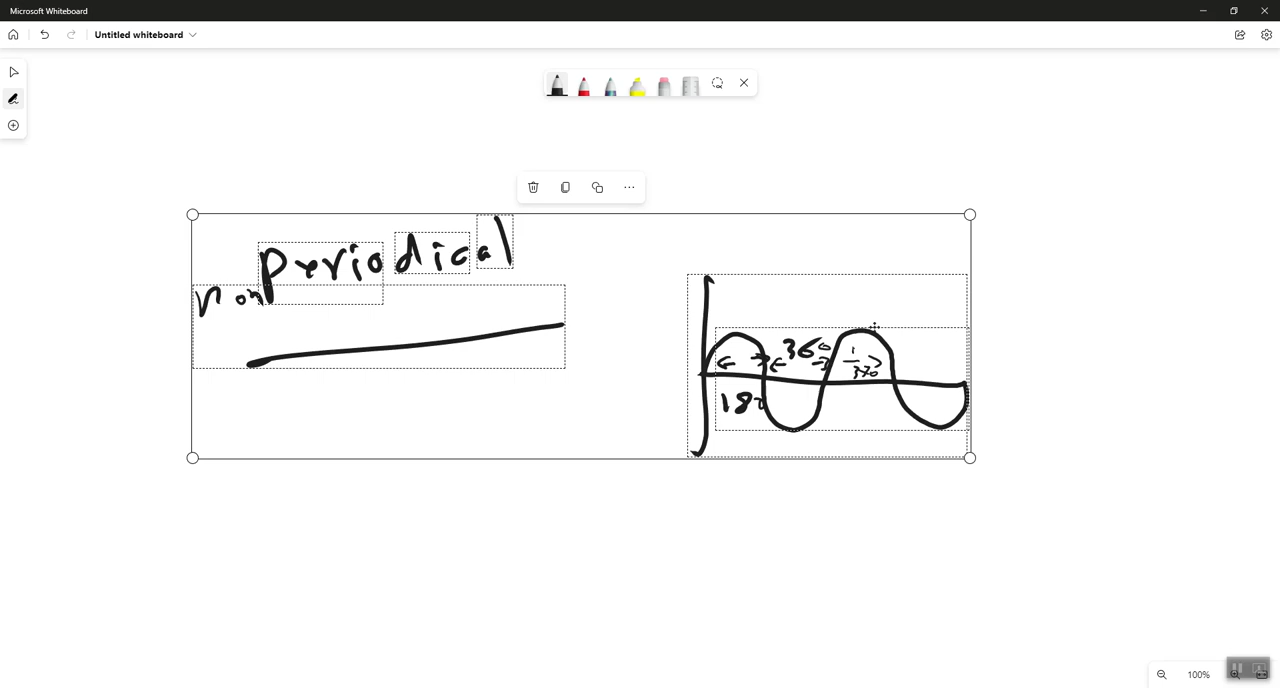 Microsoft Whiteboard
Untitled whiteboard
periodical
non
360
180
100%